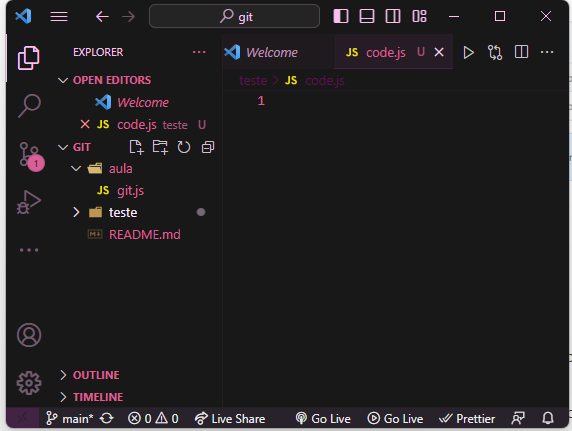 git
EXPLORER
Welcome
JS code.js U
OPEN EDITORS
teste > JS code.js
Welcome
1
JS code.js teste U
GIT
aula
JS git.js
teste
README.md
1
OUTLINE
TIMELINE
main* 0 0 Live Share Go Live Go Live Prettier